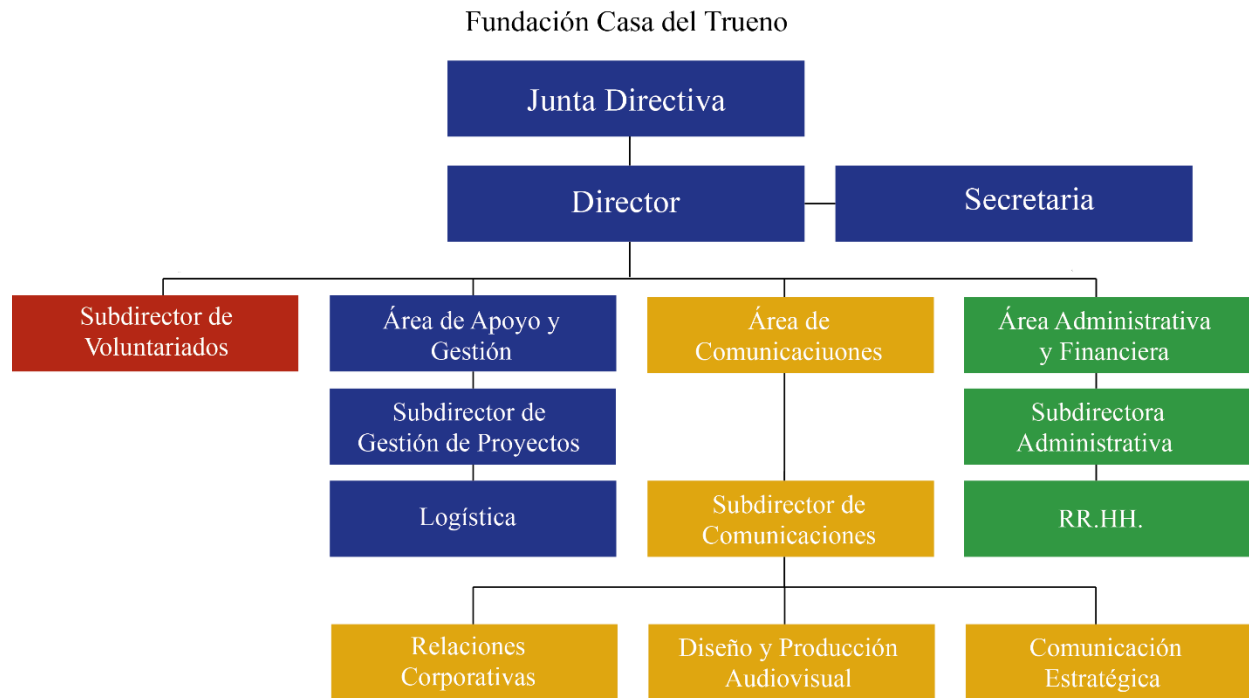 Fundación Casa del Trueno
Junta Directiva
Director
Secretaria
Subdirector de
Voluntariados
Área de Apoyo y
Gestión
Área de
Comunicaciuones
Área Administrativa
y Financiera
Subdirector de
Gestión de Proyectos
Subdirectora
Administrativa
Logística
Subdirector de
Comunicaciones
RR.HH.
Relaciones
Corporativas
Diseño y Producción
Audiovisual
Comunicación
Estratégica